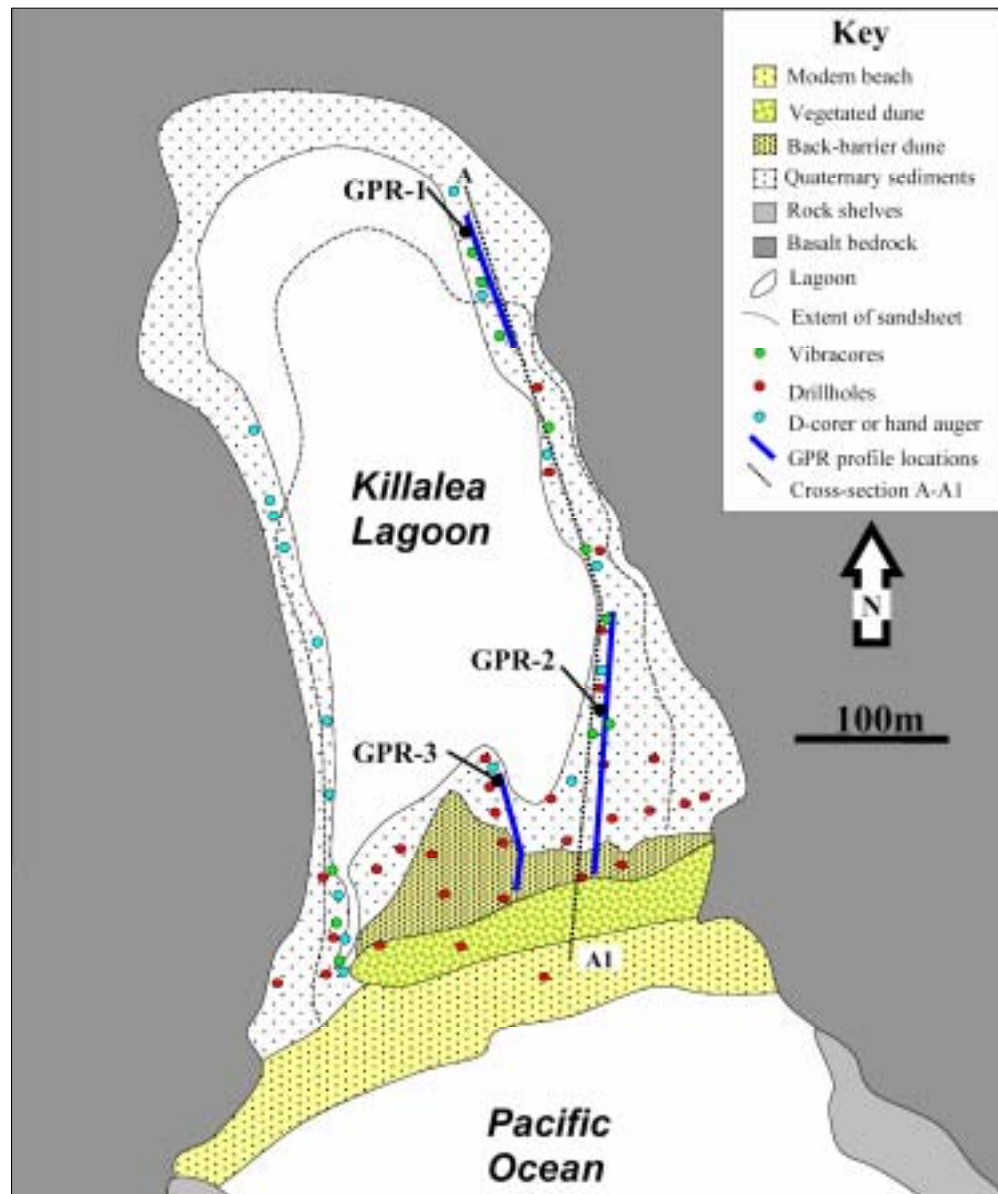 Key
Modern beach
Vegetated dune
Back-barrier dune
Quaternary sediments
Rock shelves
Basalt bedrock
Lagoon
Extent of sandsheet
Vibracores
Drillholes
D-corer or hand auger
GPR profile locations
Cross-section A-A1
N
100m
A
GPR-1
Killalea
Lagoon
GPR-2
GPR-3
A1
Pacific
Ocean